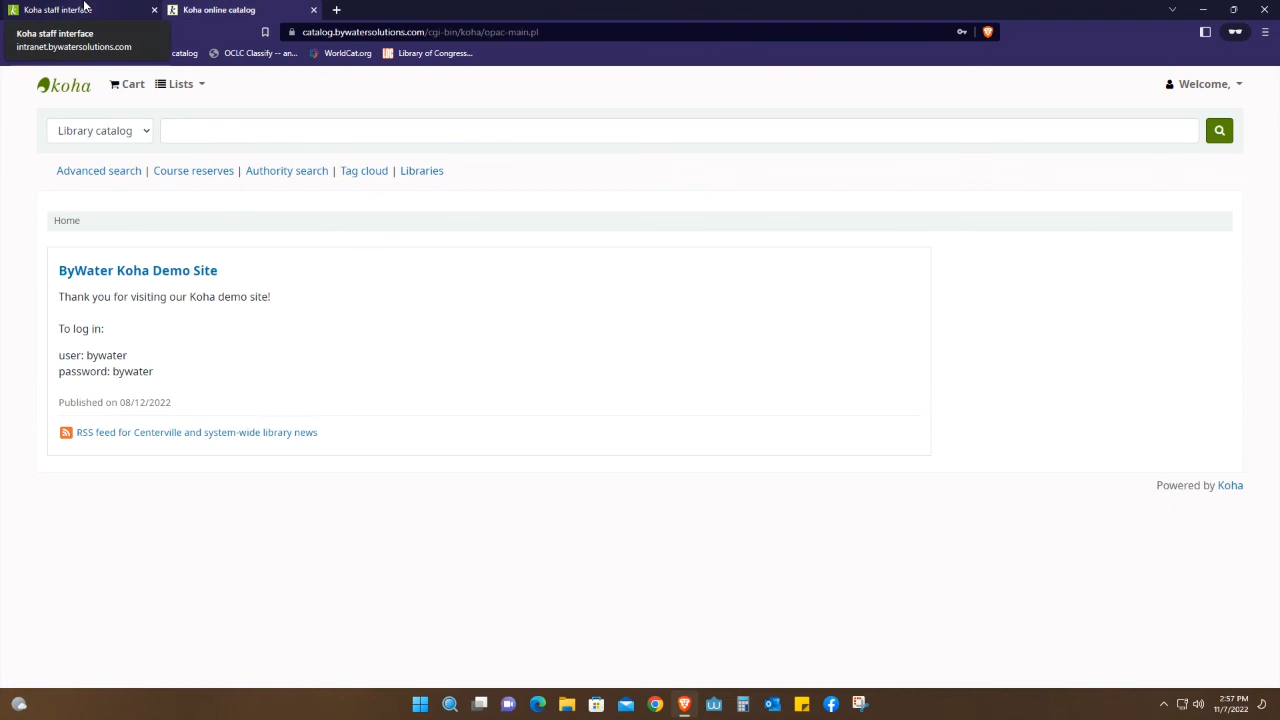 Koha staff interface
Koha online catalog
Koha staff interface
intranet.bywatersolutions.com
catalog.bywatersolutions.com/cgi-bin/koha/opac-main.pl
catalog
OCLC Classify -- an...
WorldCat.org
Library of Congress...
koha Cart Lists
Welcome,
Library catalog
Advanced search | Course reserves | Authority search | Tag cloud | Libraries
Home
ByWater Koha Demo Site
Thank you for visiting our Koha demo site!
To log in:
user: bywater
password: bywater
Published on 08/12/2022
RSS feed for Centerville and system-wide library news
Powered by Koha
2:57 PM
11/7/2022